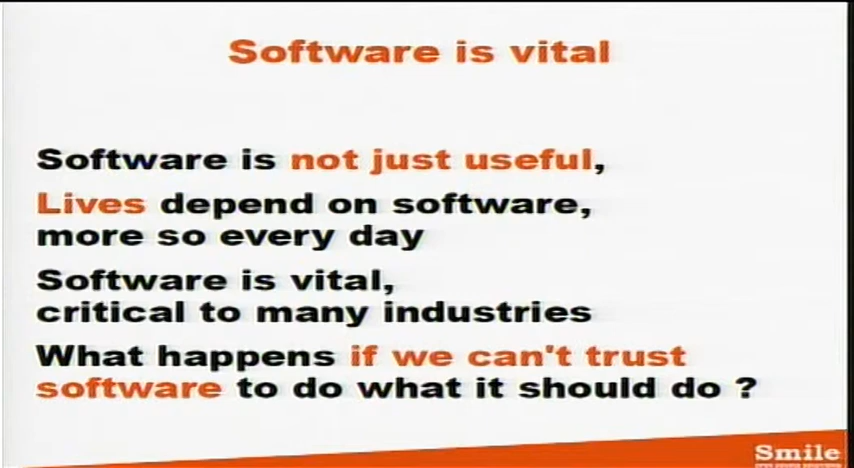 Software is vital
Software is not just useful,
Lives depend on software,
more so every day
Software is vital,
critical to many industries
What happens if we can't trust
software to do what it should do ?
Smile